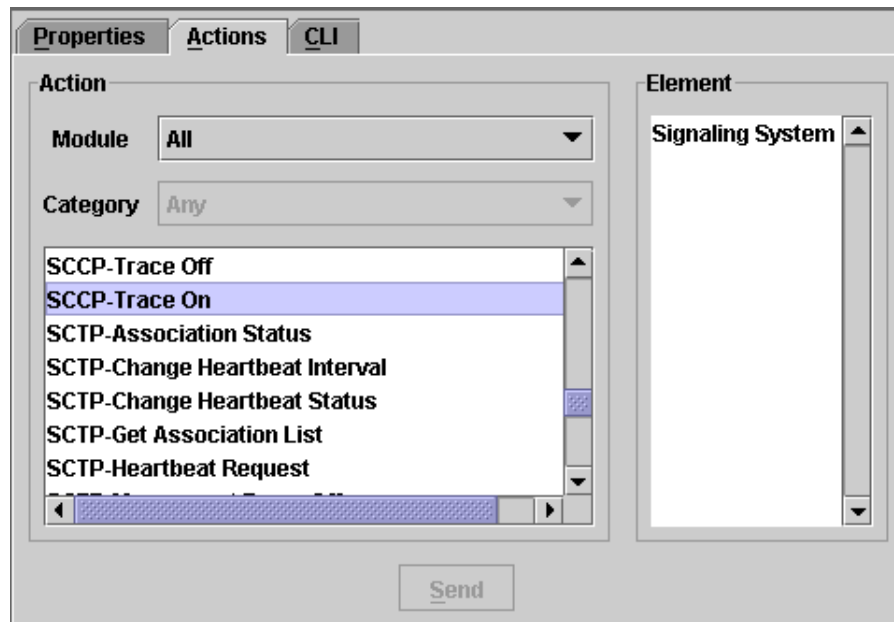 Properties Actions CLI
Action
Module All
Category Any
SCCP-Trace Off
SCCP-Trace On
SCTP-Association Status
SCTP-Change Heartbeat Interval
SCTP-Change Heartbeat Status
SCTP-Get Association List
SCTP-Heartbeat Request
Element
Signaling System
Send